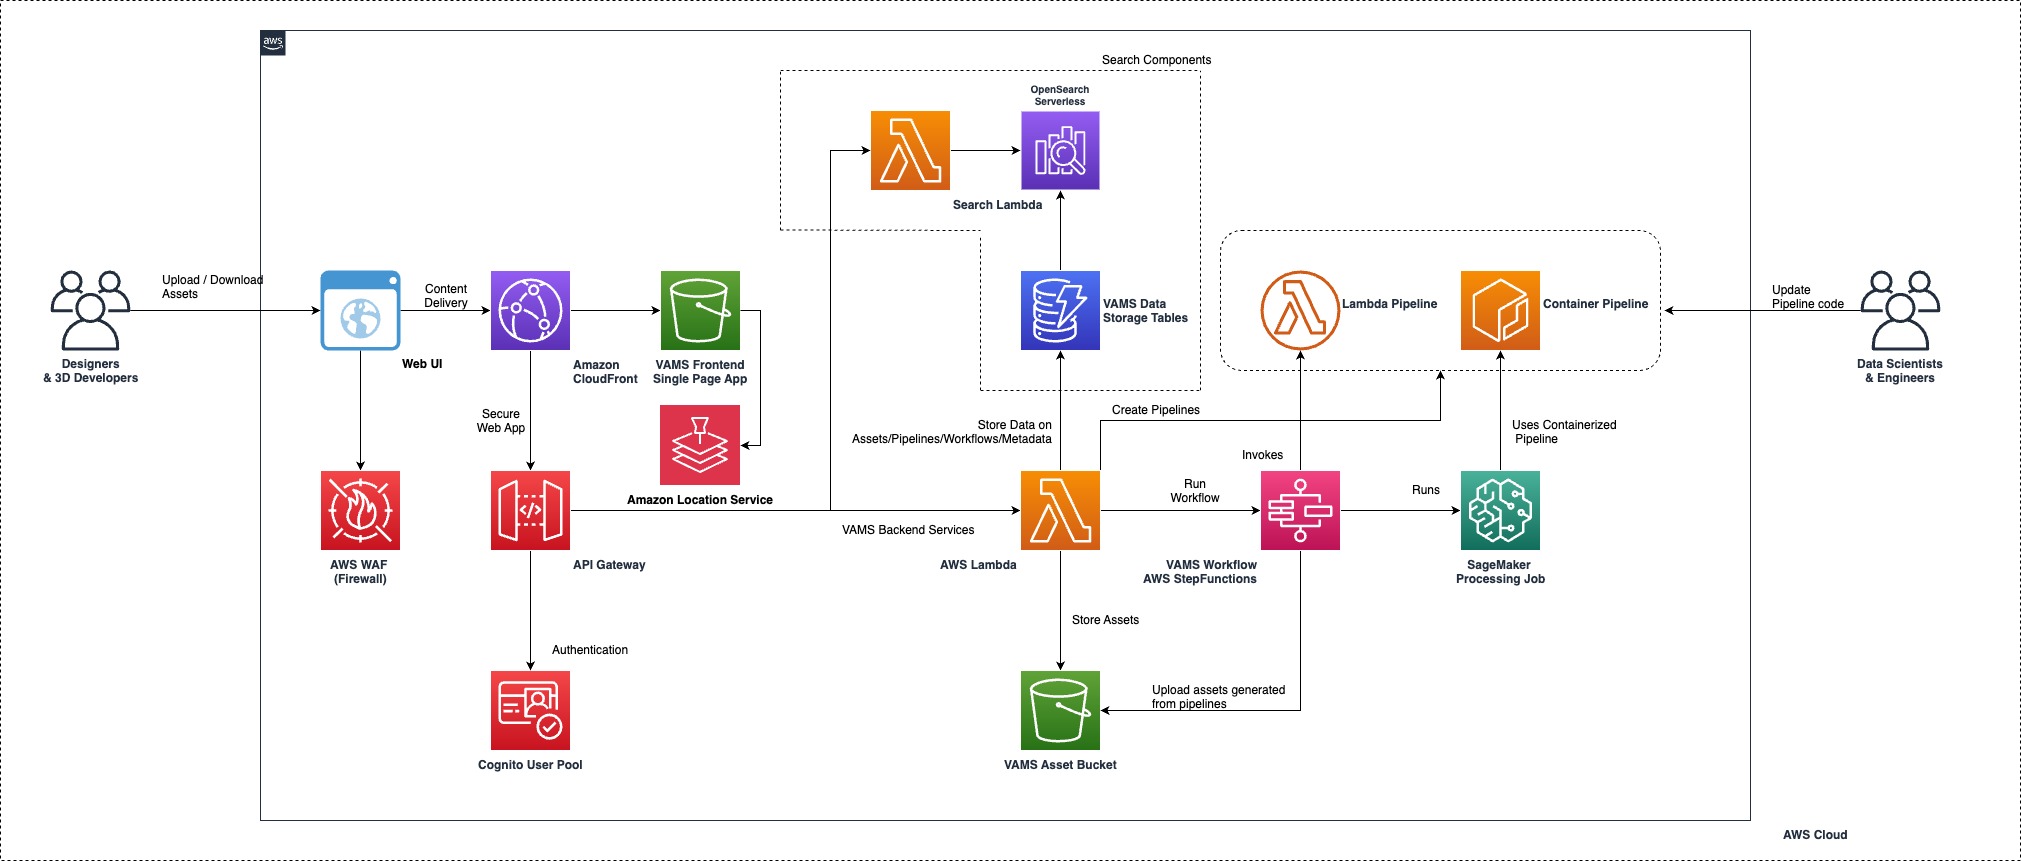 aws
Search Components
OpenSearch
Serverless
Search Lambda
Upload / Download
Assets
Designers
& 3D Developers
Content
Delivery
Web UI
Amazon
CloudFront
VAMS Frontend
Single Page App
VAMS Data
Storage Tables
Lambda Pipeline
Container Pipeline
Update
Pipeline code
Data Scientists
& Engineers
Secure
Web App
Amazon Location Service
Store Data on
Assets/Pipelines/Workflows/Metadata
Create Pipelines
Uses Containerized
Pipeline
Invokes
Run
Workflow
Runs
</>
VAMS Backend Services
AWS WAF
(Firewall)
API Gateway
AWS Lambda
VAMS Workflow
AWS StepFunctions
SageMaker
Processing Job
Store Assets
Authentication
Upload assets generated
from pipelines
Cognito User Pool
VAMS Asset Bucket
AWS Cloud